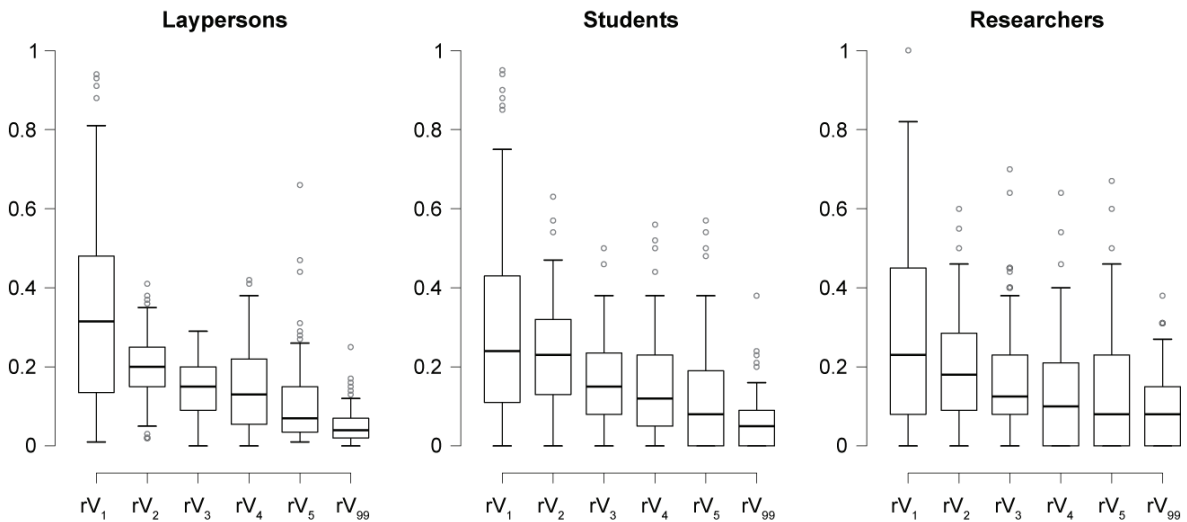 Laypersons Students Researchers
1 1 1
0.8 0.8 0.8
0.6 0.6 0.6
0.4 0.4 0.4
0.2 0.2 0.2
0 0 0
rV₁ rV₂ rV₃ rV₄ rV₅ rV₉₉ rV₁ rV₂ rV₃ rV₄ rV₅ rV₉₉ rV₁ rV₂ rV₃ rV₄ rV₅ rV₉₉